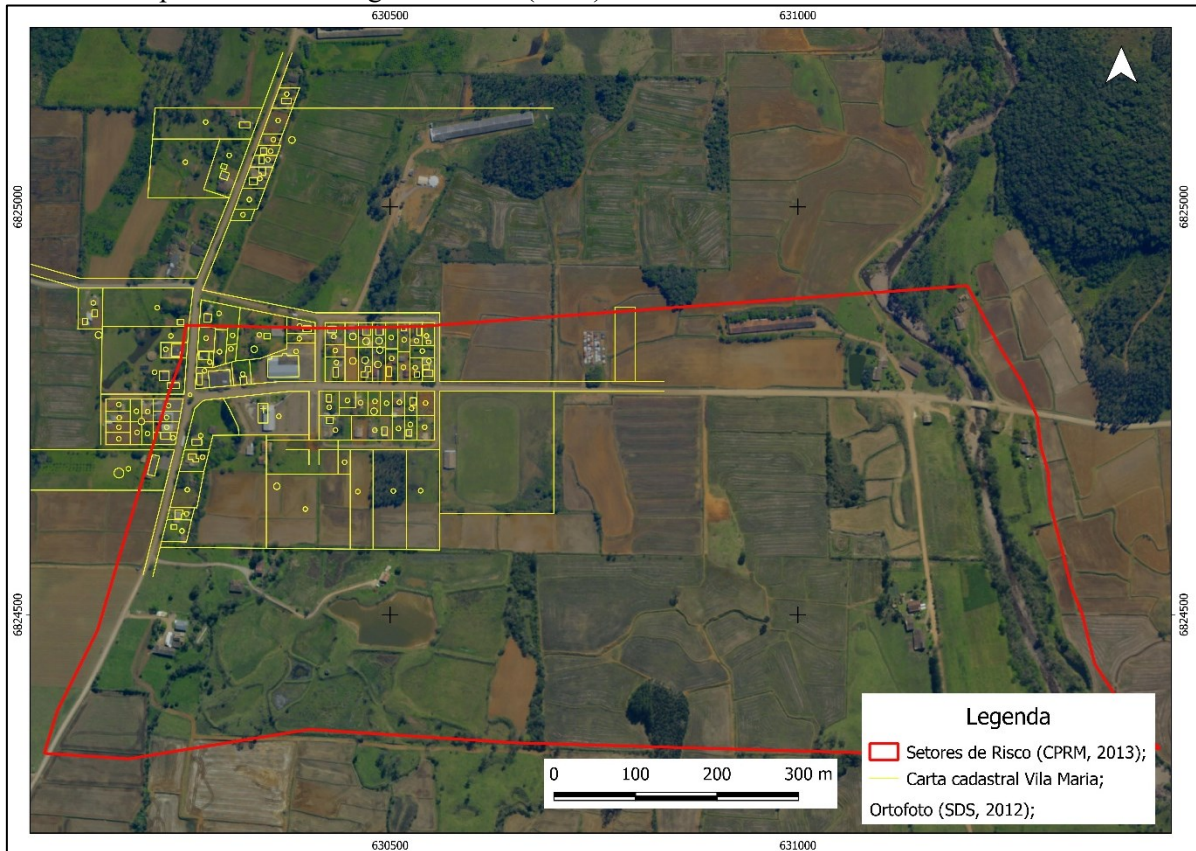 630500
631000
6825000
6825000
6824500
6824500
Legenda
Setores de Risco (CPRM, 2013);
Carta cadastral Vila Maria;
Ortofoto (SDS, 2012);
0 100 200 300 m
630500
631000